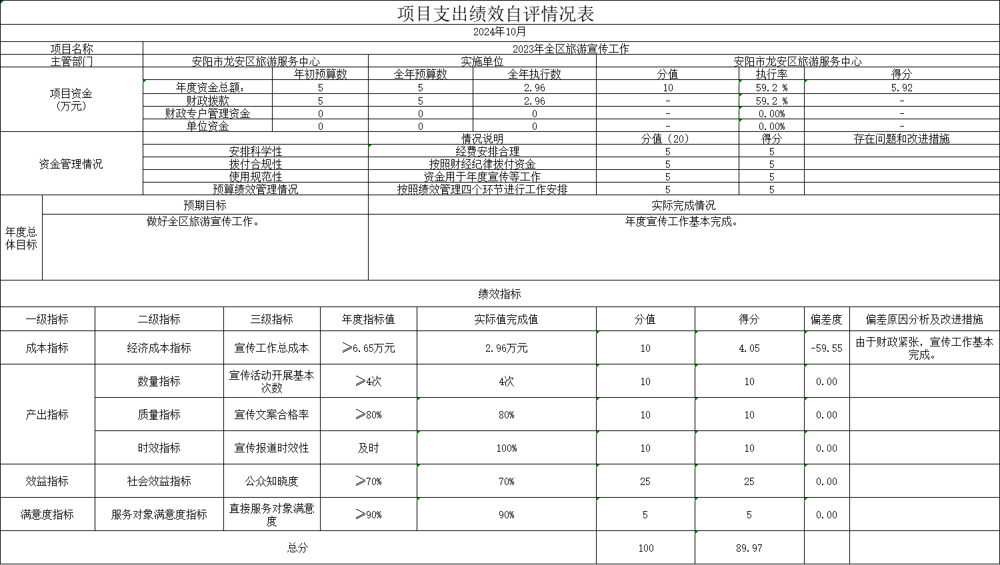 项目支出绩效自评情况表
2024年10月
项目名称 2023年全区旅游宣传工作
主管部门 安阳市龙安区旅游服务中心 实施单位 安阳市龙安区旅游服务中心
项目资金
(万元)
年初预算数 全年预算数 全年执行数 分值 执行率 得分
年度资金总额： 5 5 2.96 10 59.2 % 5.92
财政拨款 5 5 2.96 - 59.2 % -
财政专户管理资金 0 0 0 - 0.00% -
单位资金 0 0 0 - 0.00% -
资金管理情况
情况说明 分值（20） 得分 存在问题和改进措施
安排科学性 经费安排合理 5 5
拨付合规性 按照财经纪律拨付资金 5 5
使用规范性 资金用于年度宣传等工作 5 5
预算绩效管理情况 按照绩效管理四个环节进行工作安排 5 5
年度总
体目标
预期目标 实际完成情况
做好全区旅游宣传工作。 年度宣传工作基本完成。
绩效指标
一级指标 二级指标 三级指标 年度指标值 实际值完成值 分值 得分 偏差度 偏差原因分析及改进措施
成本指标 经济成本指标 宣传工作总成本 ≥6.65万元 2.96万元 10 4.05 -59.55 由于财政紧张，宣传工作基本
完成。
产出指标
数量指标 宣传活动开展基本
次数 ≥4次 4次 10 10 0.00
质量指标 宣传文案合格率 ≥80% 80% 10 10 0.00
时效指标 宣传报道时效性 及时 100% 10 10 0.00
效益指标 社会效益指标 公众知晓度 ≥70% 70% 25 25 0.00
满意度指标 服务对象满意度指标 直接服务对象满意
度 ≥90% 90% 5 5 0.00
总分 100 89.97